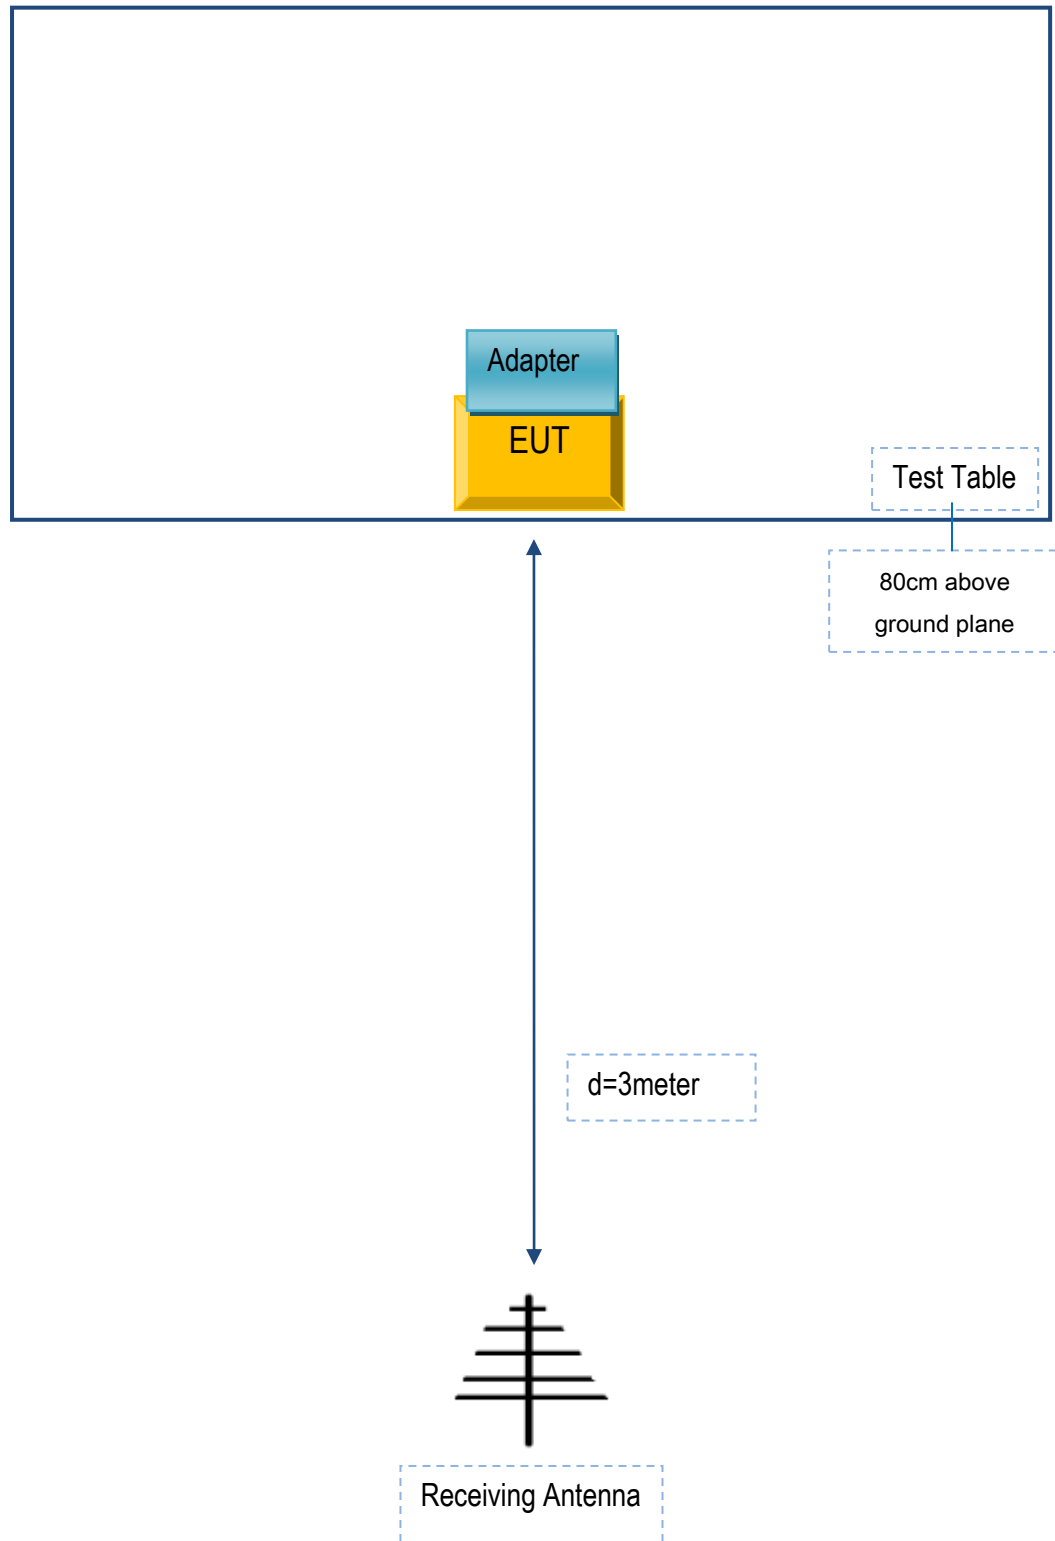 Adapter
EUT
Test Table
80cm above
ground plane
d=3meter
Receiving Antenna